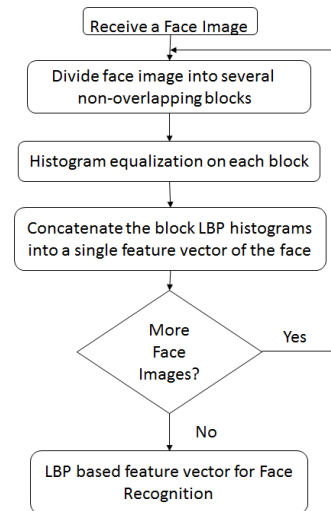 Receive a Face Image
Divide face image into several
non-overlapping blocks
Histogram equalization on each block
Concatenate the block LBP histograms
into a single feature vector of the face
More
Face
Images?
Yes
No
LBP based feature vector for Face
Recognition